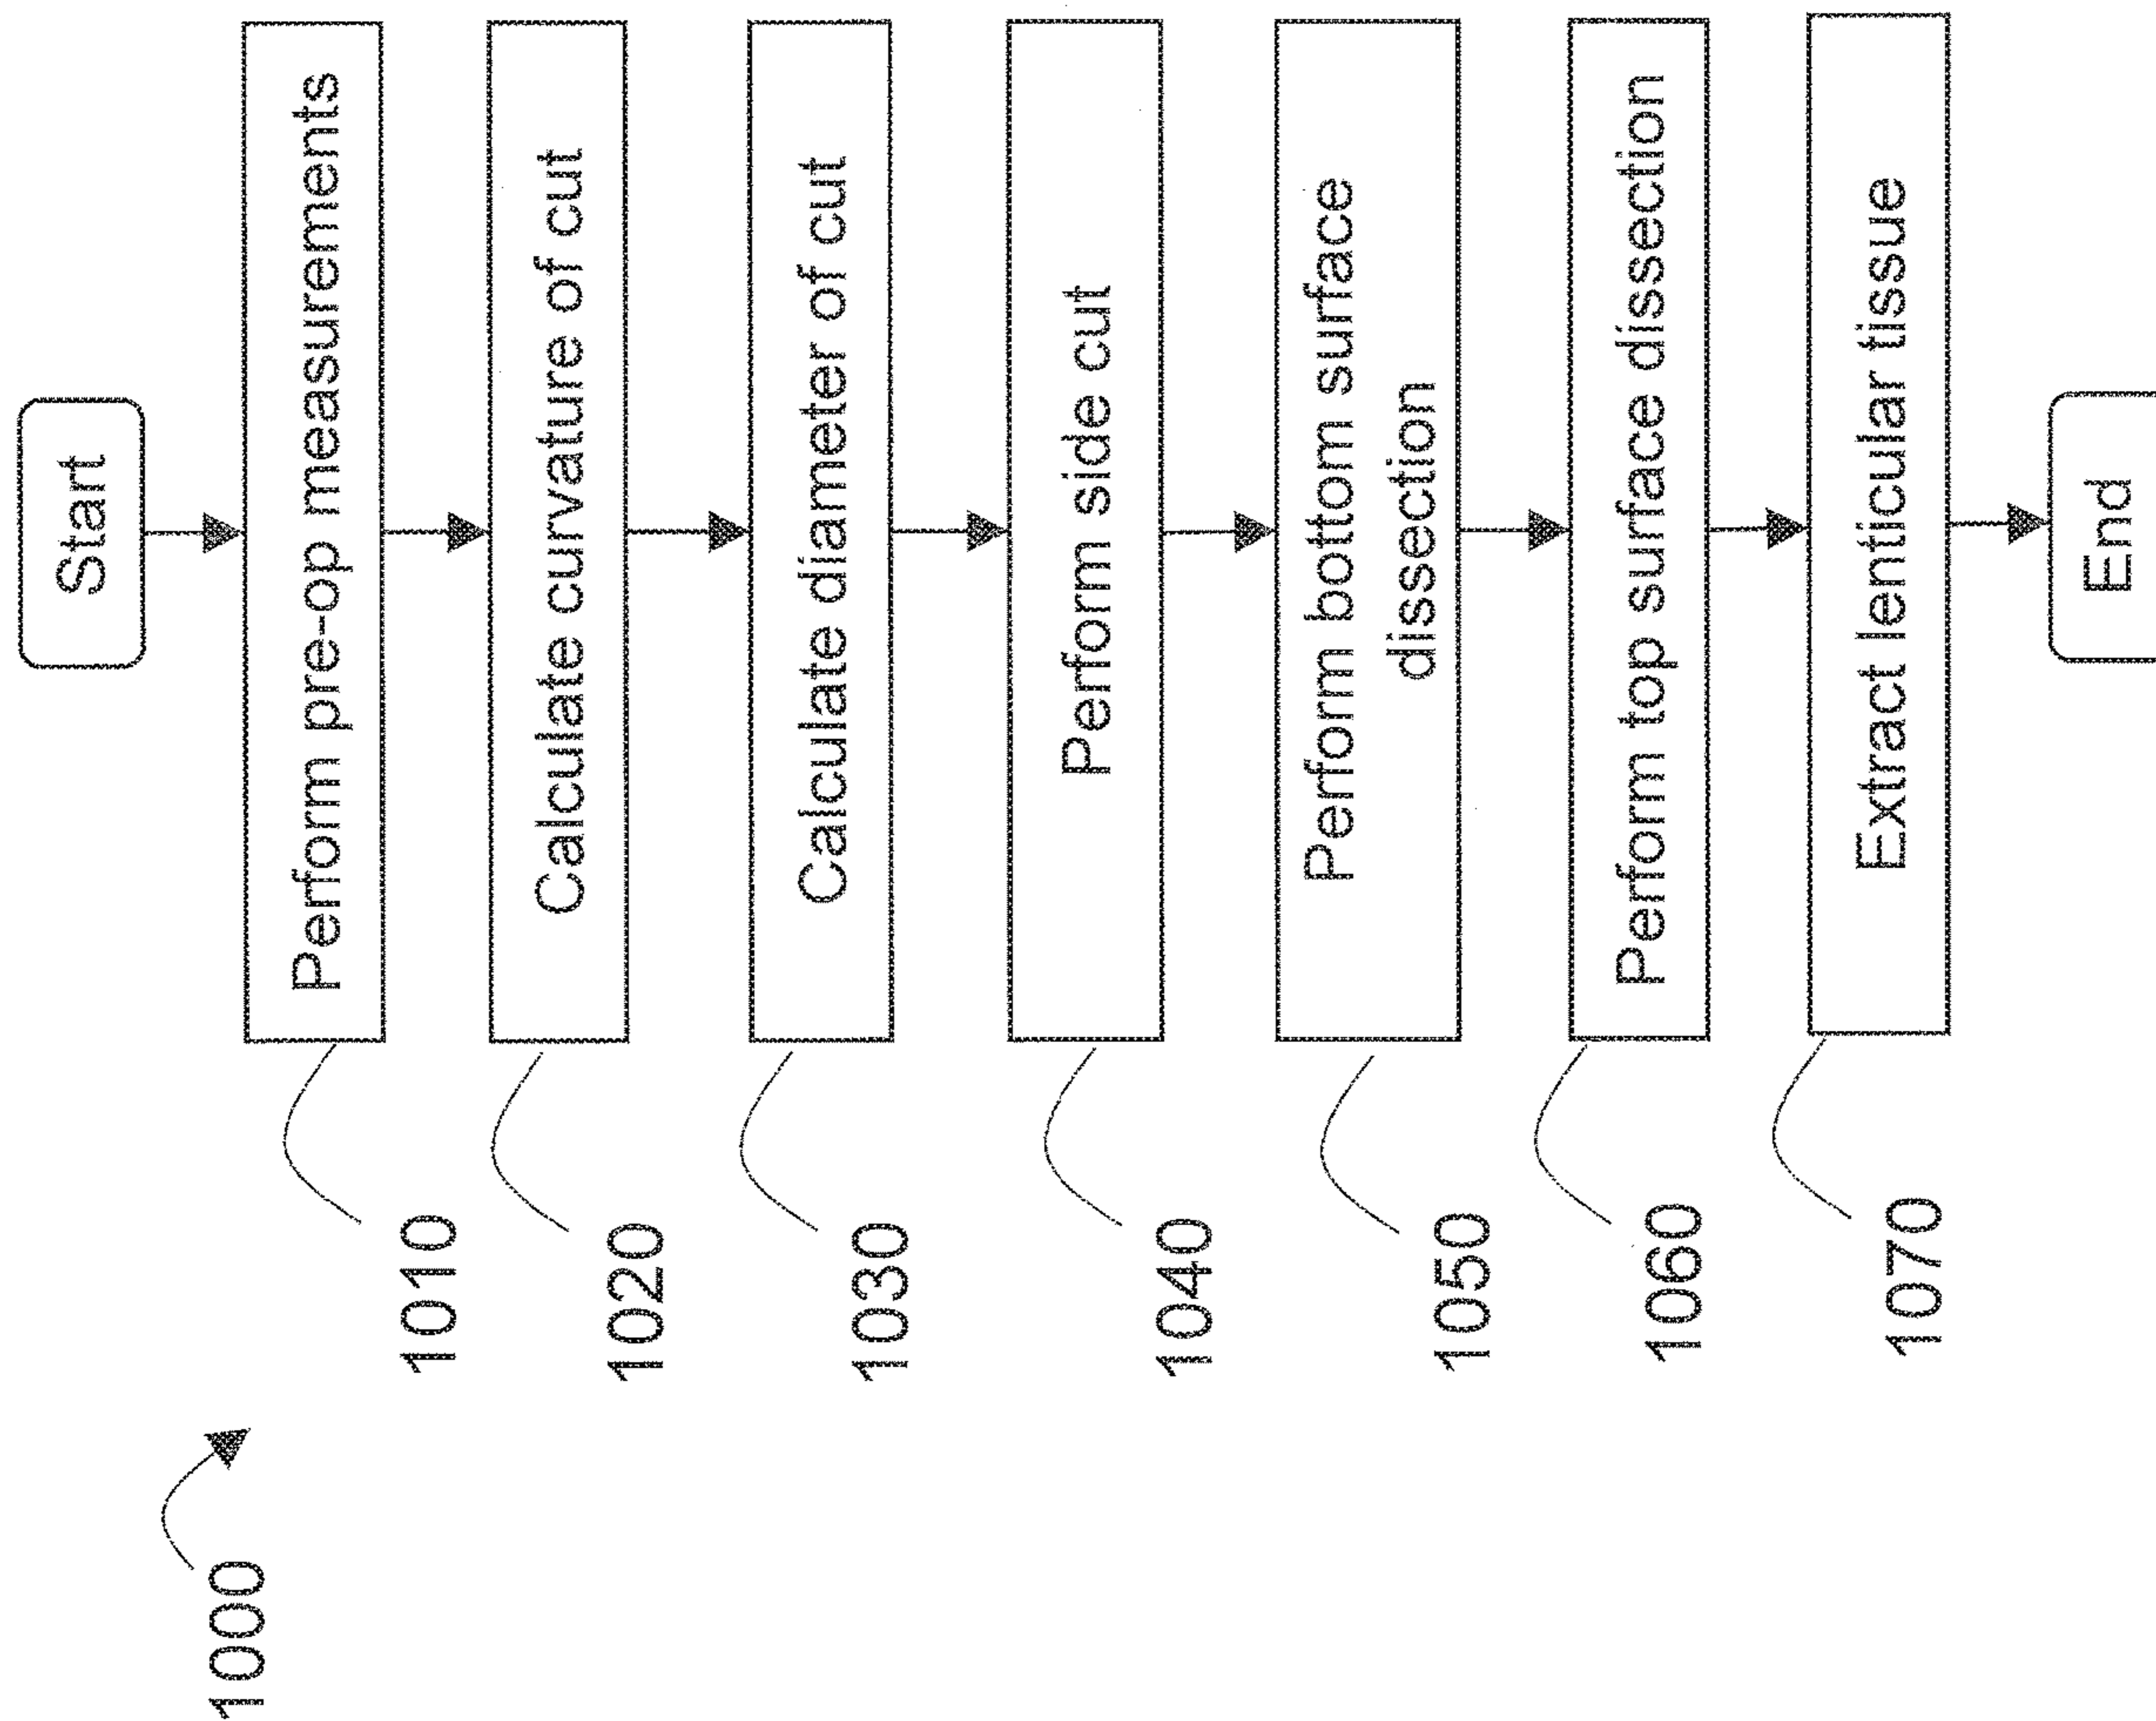 1000
Start
1010
Perform pre-op measurements
1020
Calculate curvature of cut
1030
Calculate diameter of cut
1040
Perform side cut
1050
Perform bottom surface
dissection
1060
Perform top surface dissection
1070
Extract lenticular tissue
End